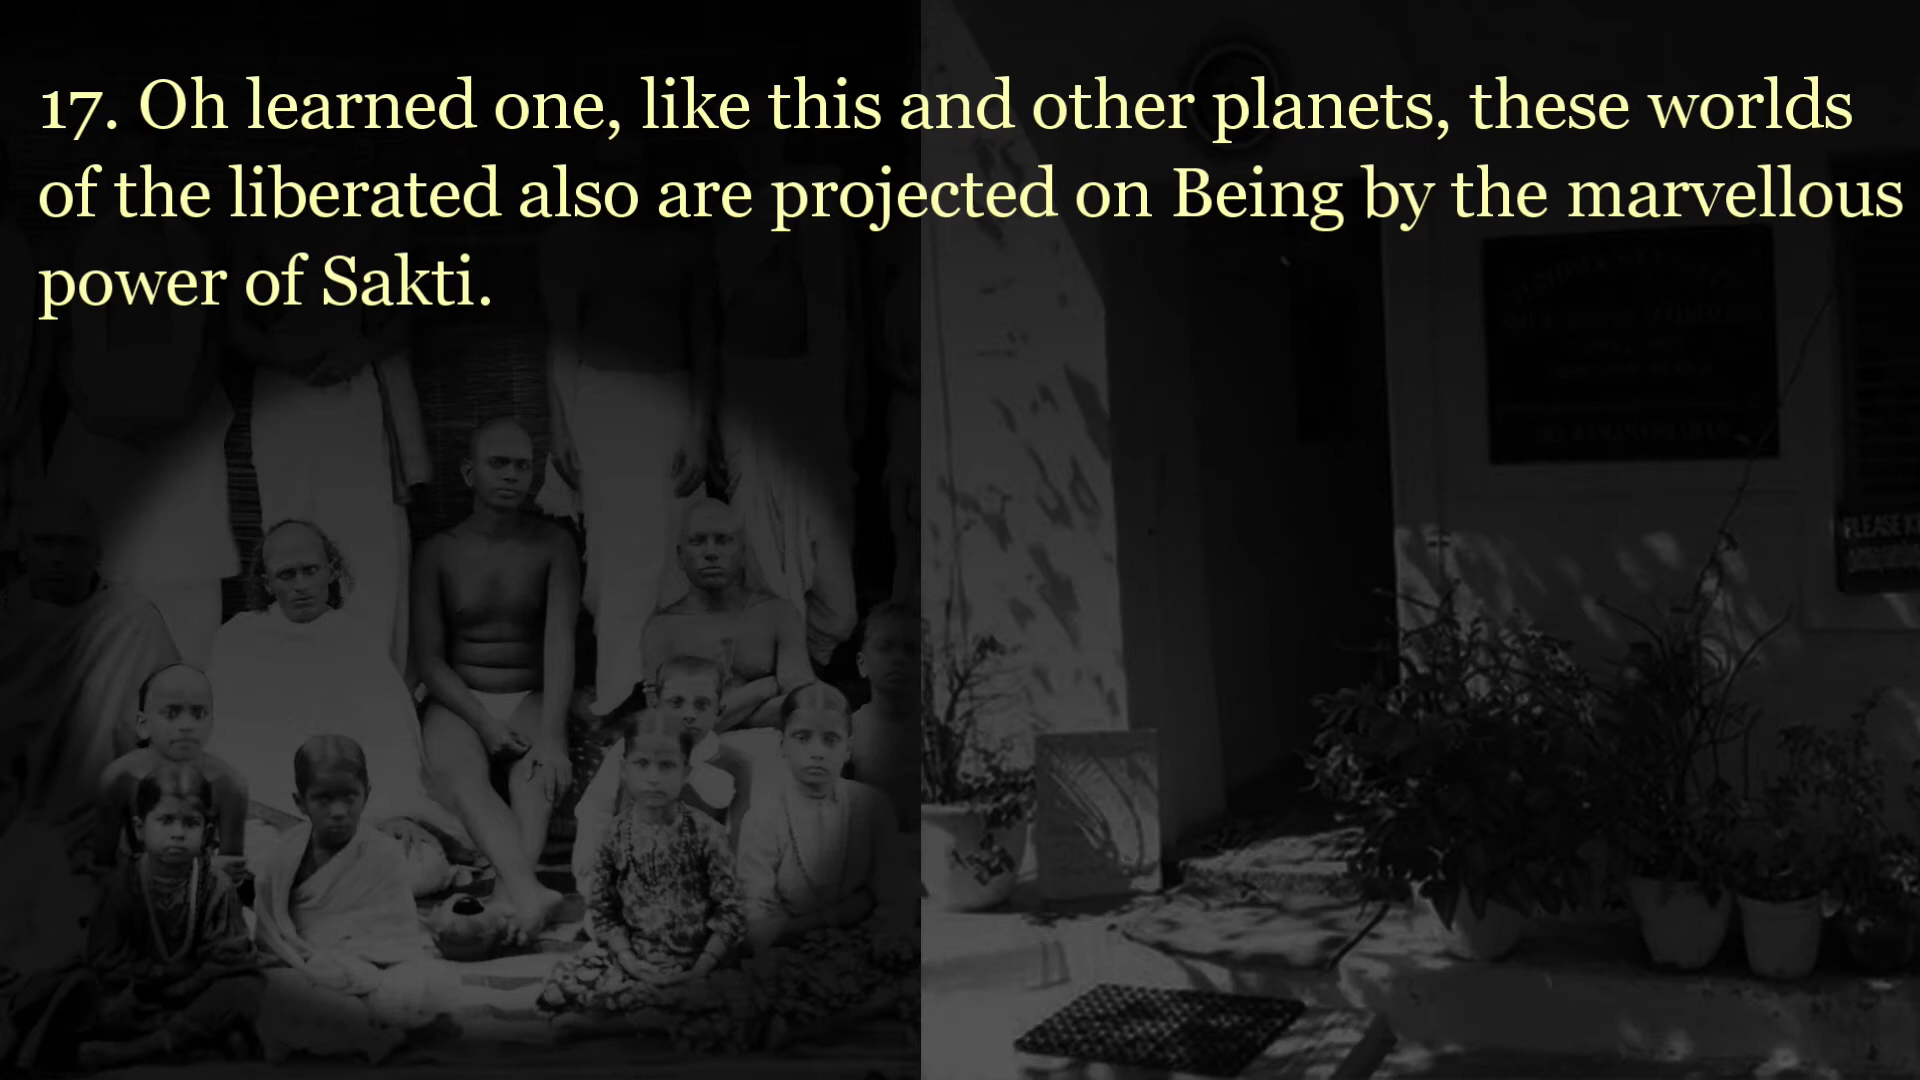 17. Oh learned one, like this and other planets, these worlds
of the liberated also are projected on Being by the marvellous
power of Sakti.
PLEASE